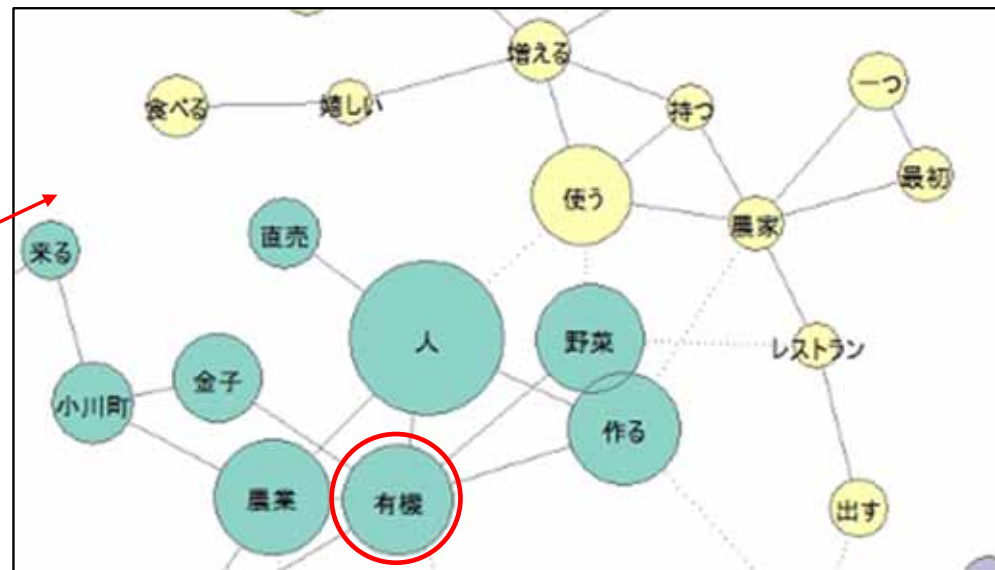 増える
食べる
嬉しい
持つ
一つ
使う
最初
農家
直売
来る
人
野菜
レストラン
金子
小川町
作る
農業
有機
出す